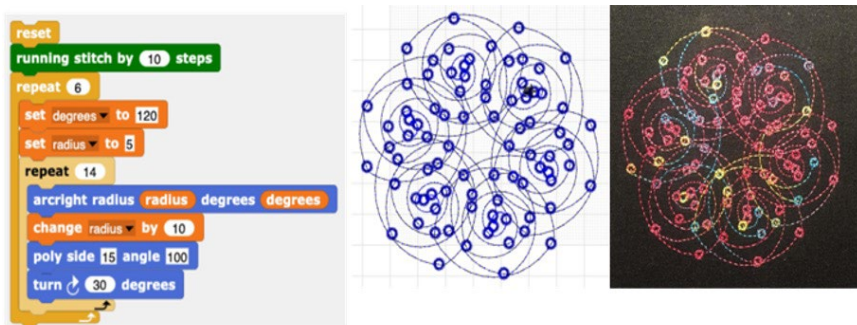 reset
running stitch by 10 steps
repeat 6
set degrees to 120
set radius to 5
repeat 14
arcright radius radius degrees degrees
change radius by 10
poly side 15 angle 100
turn 30 degrees